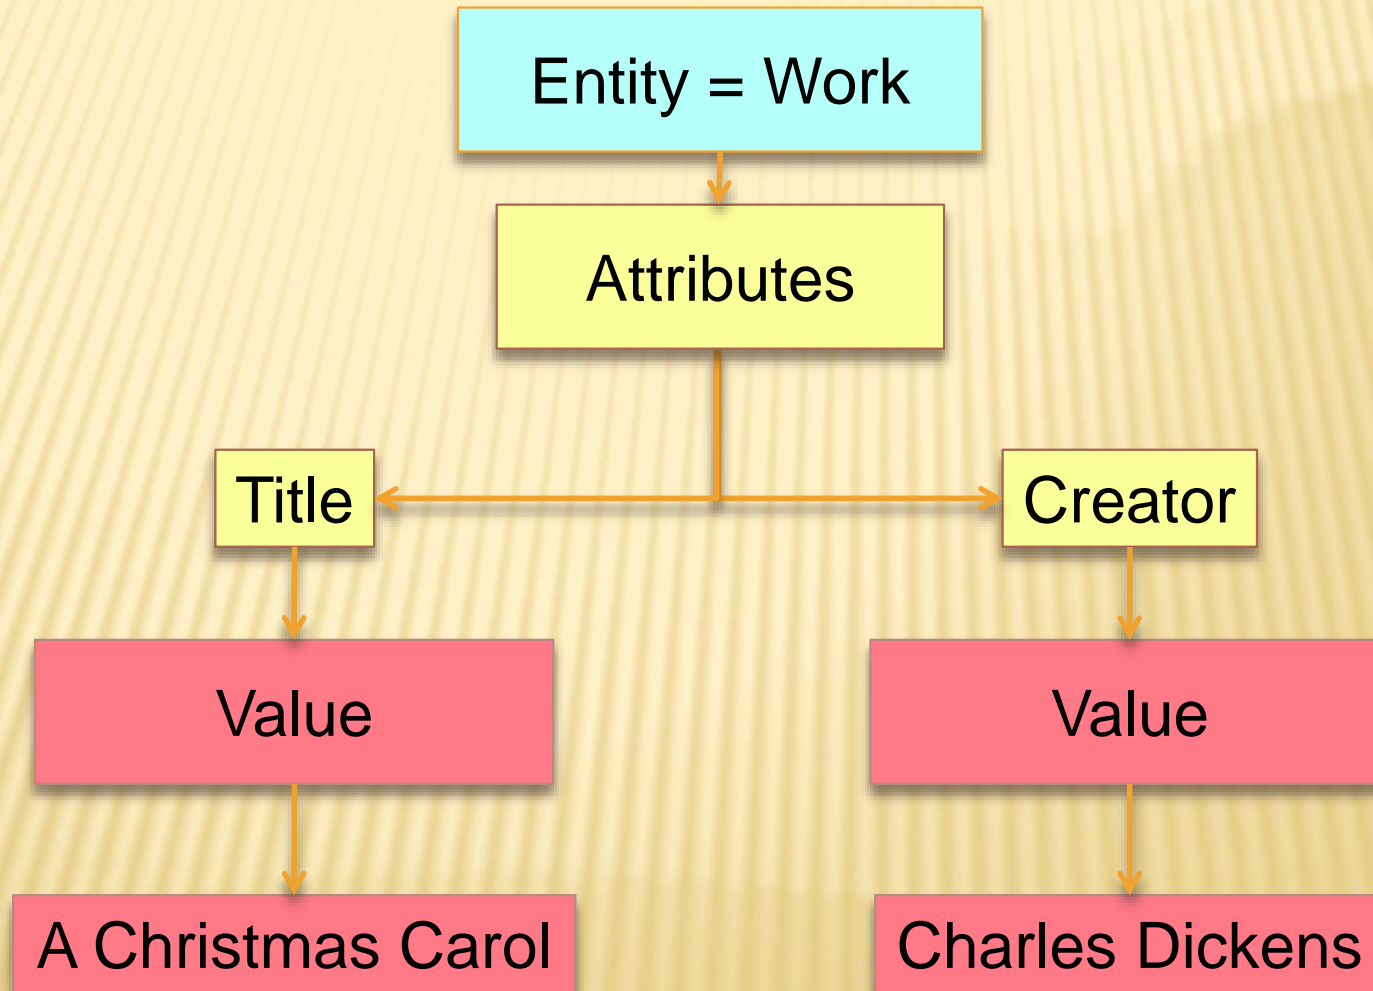 Entity = Work
Attributes
Title
Creator
Value
Value
A Christmas Carol
Charles Dickens